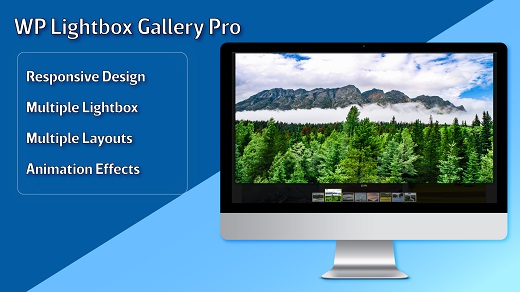 WP Lightbox Gallery Pro
Responsive Design
Multiple Lightbox
Multiple Layouts
Animation Effects